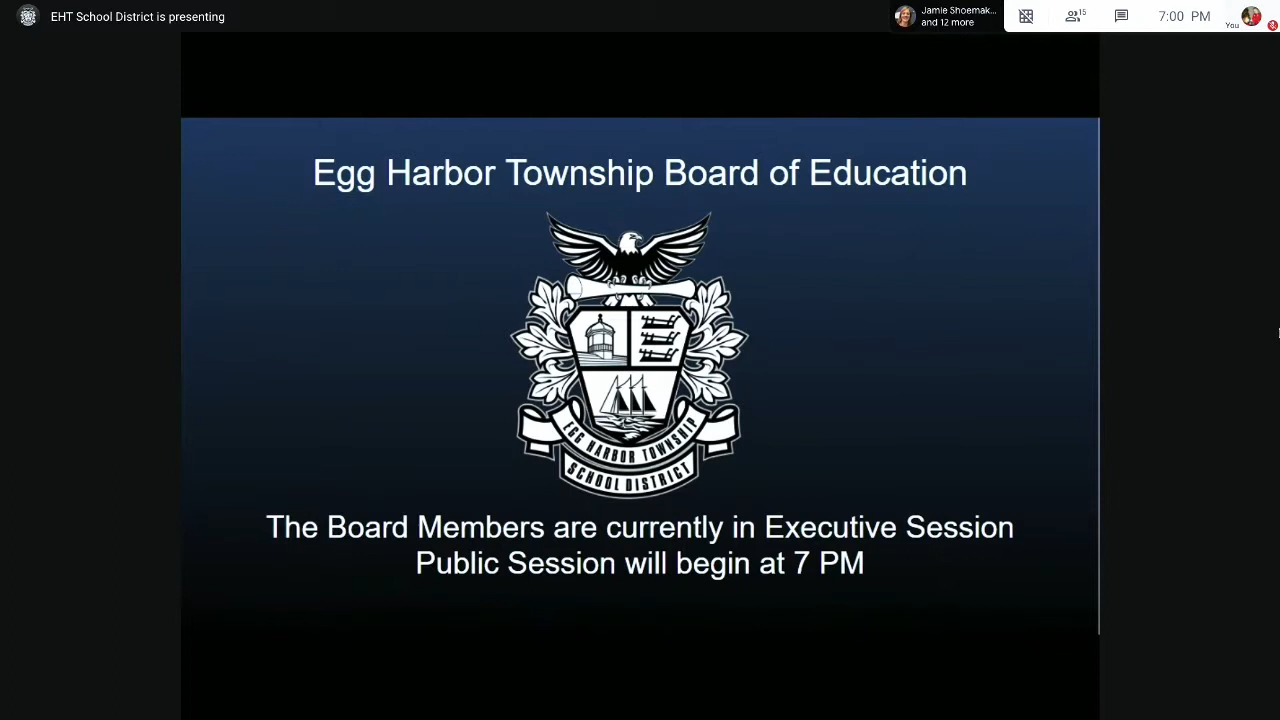 EHT School District is presenting
Jamie Shoemak...
and 12 more
15
7:00 PM
You
Egg Harbor Township Board of Education
EGG HARBOR TOWNSHIP
SCHOOL DISTRICT
The Board Members are currently in Executive Session
Public Session will begin at 7 PM